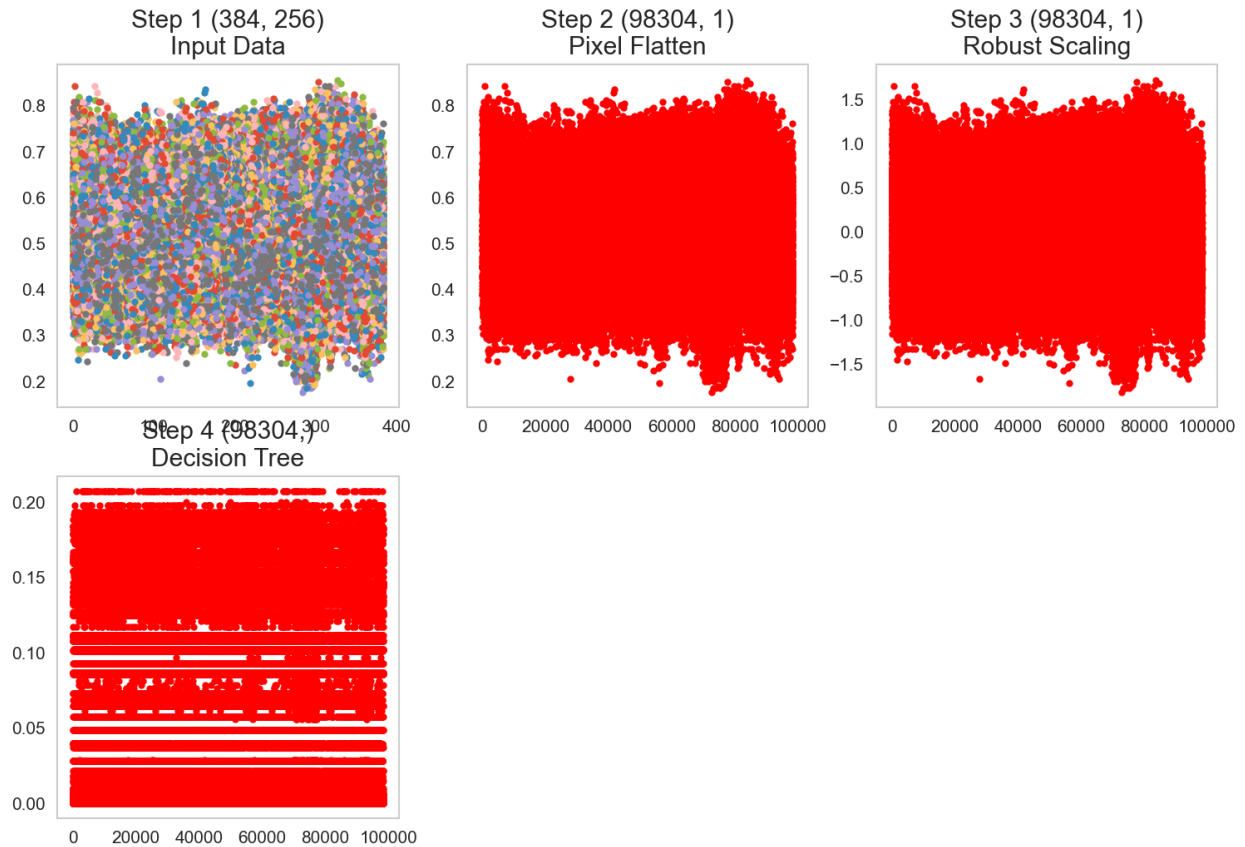 Step 1 (384, 256)
Input Data
Step 2 (98304, 1)
Pixel Flatten
Step 3 (98304, 1)
Robust Scaling
0.8
0.7
0.6
0.5
0.4
0.3
0.2
0 100 200 300 400
0.8
0.7
0.6
0.5
0.4
0.3
0.2
0 20000 40000 60000 80000 100000
1.5
1.0
0.5
0.0
−0.5
−1.0
−1.5
0 20000 40000 60000 80000 100000
Step 4 (98304,)
Decision Tree
0.20
0.15
0.10
0.05
0.00
0 20000 40000 60000 80000 100000